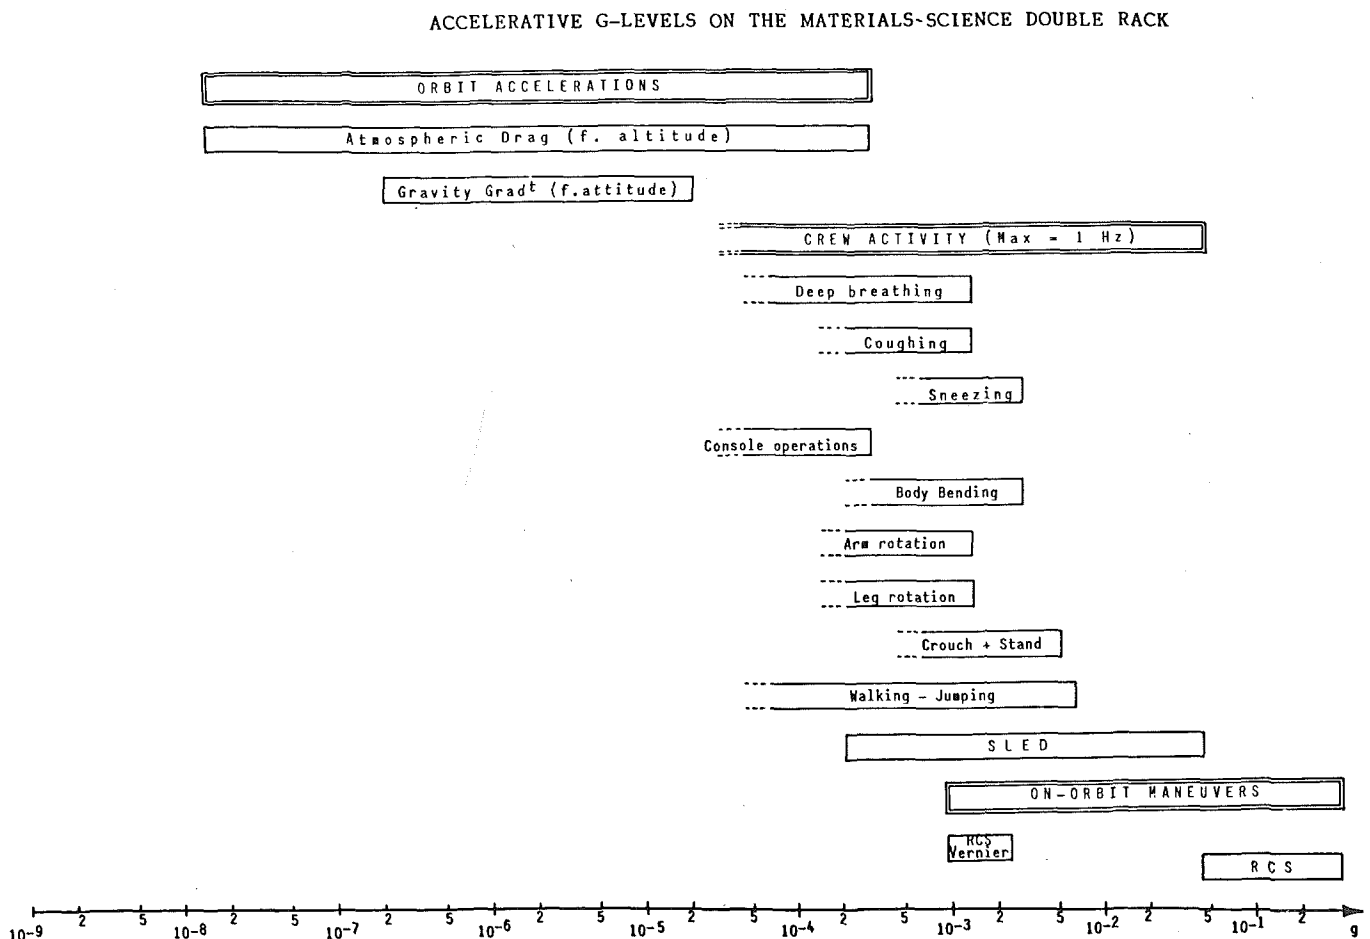 ACCELERATIVE G-LEVELS ON THE MATERIALS-SCIENCE DOUBLE RACK
ORBIT ACCELERATIONS
Atmospheric Drag (f. altitude)
Gravity Gradt (f.attitude)
CREW ACTIVITY (Max = 1 Hz)
Deep breathing
Coughing
Sneezing
Console operations
Body Bending
Arm rotation
Leg rotation
Crouch + Stand
Walking - Jumping
SLED
ON-ORBIT MANEUVERS
RCS
Vernier
RCS
2 5 2 5 2 5 2 5 2 5 2 5 2 5 2 5 2
10-9 10-8 10-7 10-6 10-5 10-4 10-3 10-2 10-1 g